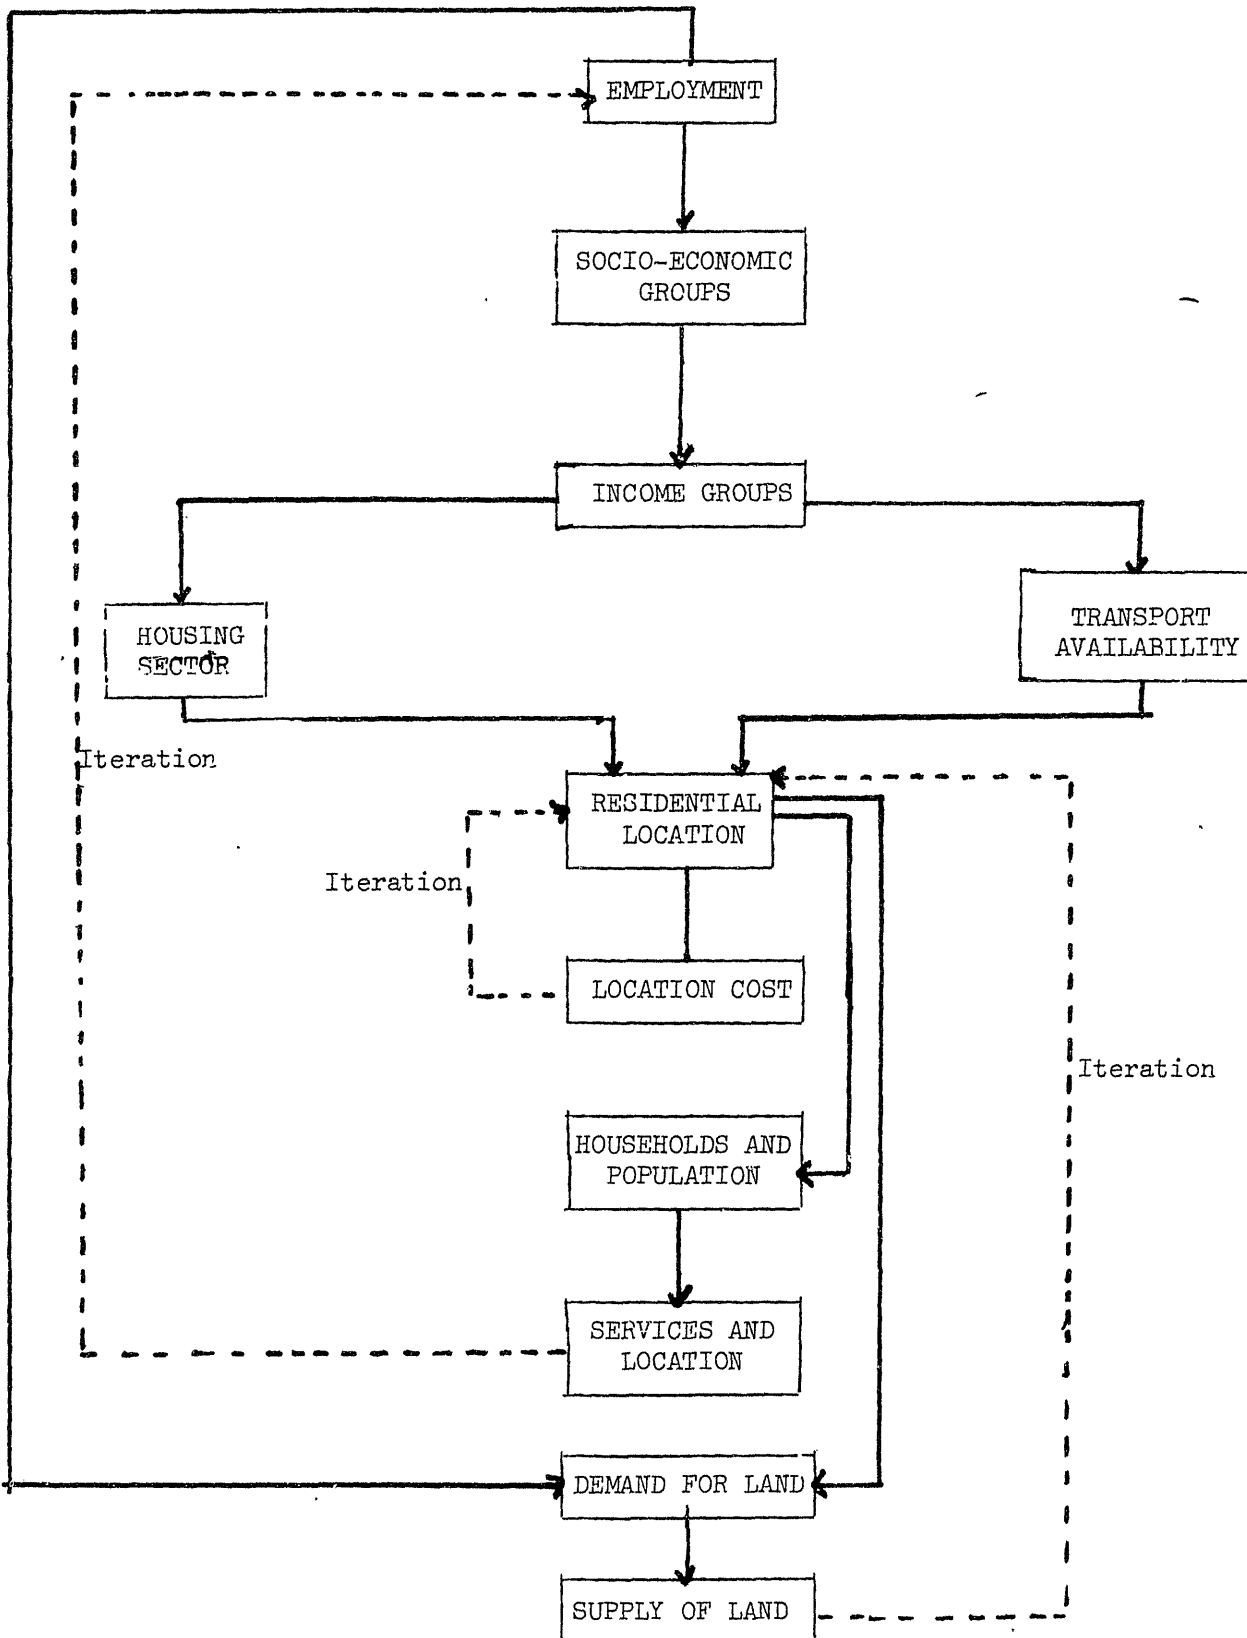 EMPLOYMENT
SOCIO-ECONOMIC
GROUPS
INCOME GROUPS
HOUSING
SECTOR
TRANSPORT
AVAILABILITY
Iteration
RESIDENTIAL
LOCATION
Iteration
LOCATION COST
Iteration
HOUSEHOLDS AND
POPULATION
SERVICES AND
LOCATION
DEMAND FOR LAND
SUPPLY OF LAND